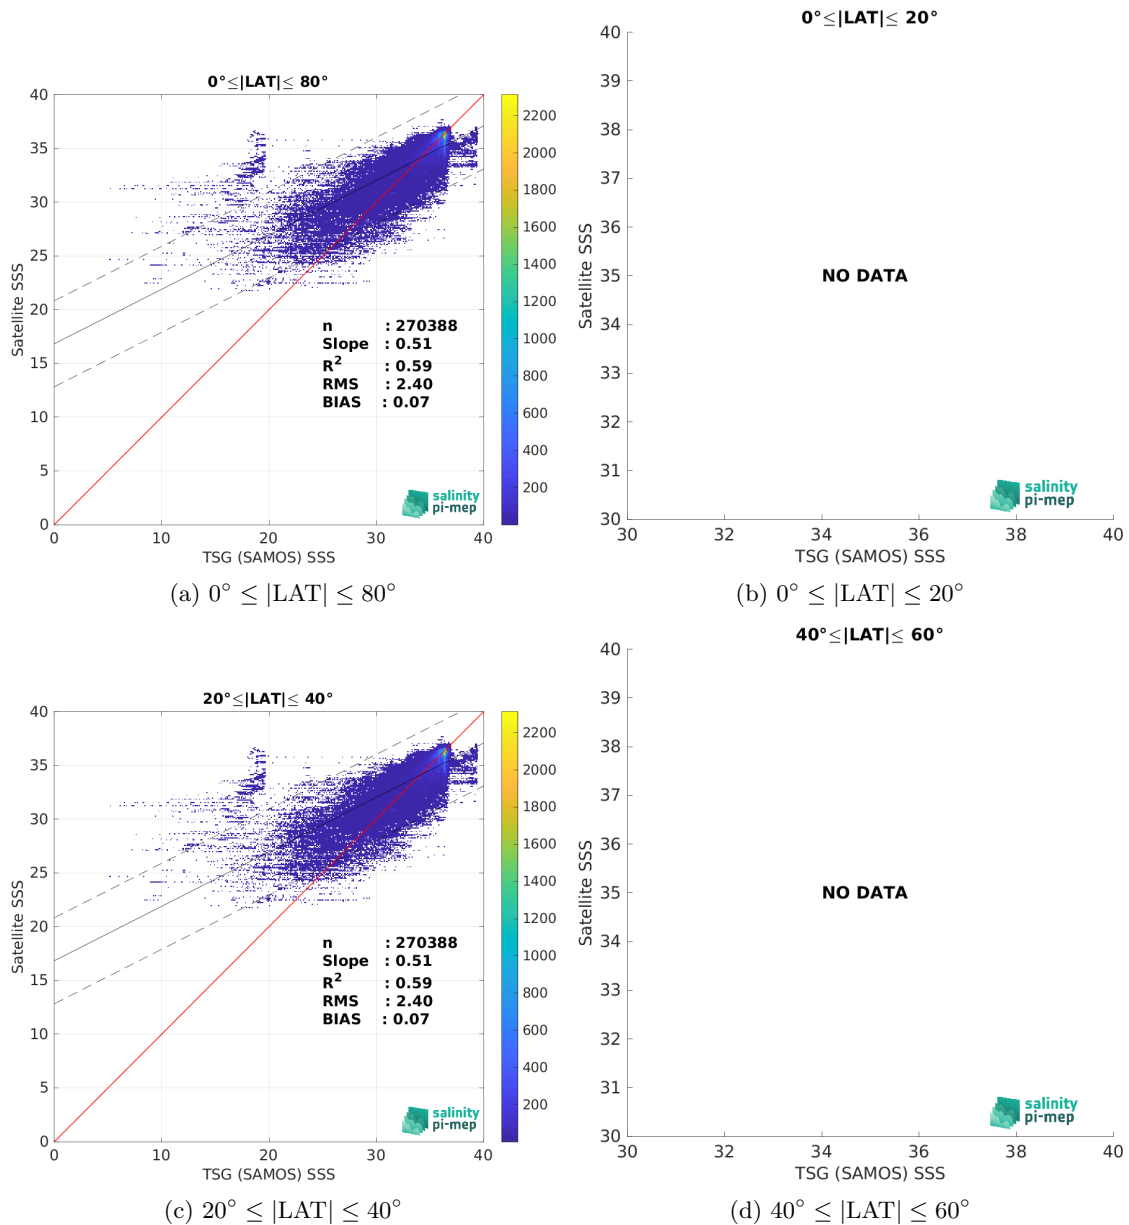 0°≤|LAT|≤ 80°
40
35
30
25
20
15
10
5
0
0
10
20
30
40
Satellite SSS
TSG (SAMOS) SSS
n : 270388
Slope : 0.51
R² : 0.59
RMS : 2.40
BIAS : 0.07
salinity
pi-mep
2200
2000
1800
1600
1400
1200
1000
800
600
400
200
(a) 0° ≤ |LAT| ≤ 80°
0°≤|LAT|≤ 20°
40
39
38
37
36
35
34
33
32
31
30
30
32
34
36
38
40
Satellite SSS
TSG (SAMOS) SSS
NO DATA
salinity
pi-mep
(b) 0° ≤ |LAT| ≤ 20°
20°≤|LAT|≤ 40°
40
35
30
25
20
15
10
5
0
0
10
20
30
40
Satellite SSS
TSG (SAMOS) SSS
n : 270388
Slope : 0.51
R² : 0.59
RMS : 2.40
BIAS : 0.07
salinity
pi-mep
2200
2000
1800
1600
1400
1200
1000
800
600
400
200
(c) 20° ≤ |LAT| ≤ 40°
40°≤|LAT|≤ 60°
40
39
38
37
36
35
34
33
32
31
30
30
32
34
36
38
40
Satellite SSS
TSG (SAMOS) SSS
NO DATA
salinity
pi-mep
(d) 40° ≤ |LAT| ≤ 60°